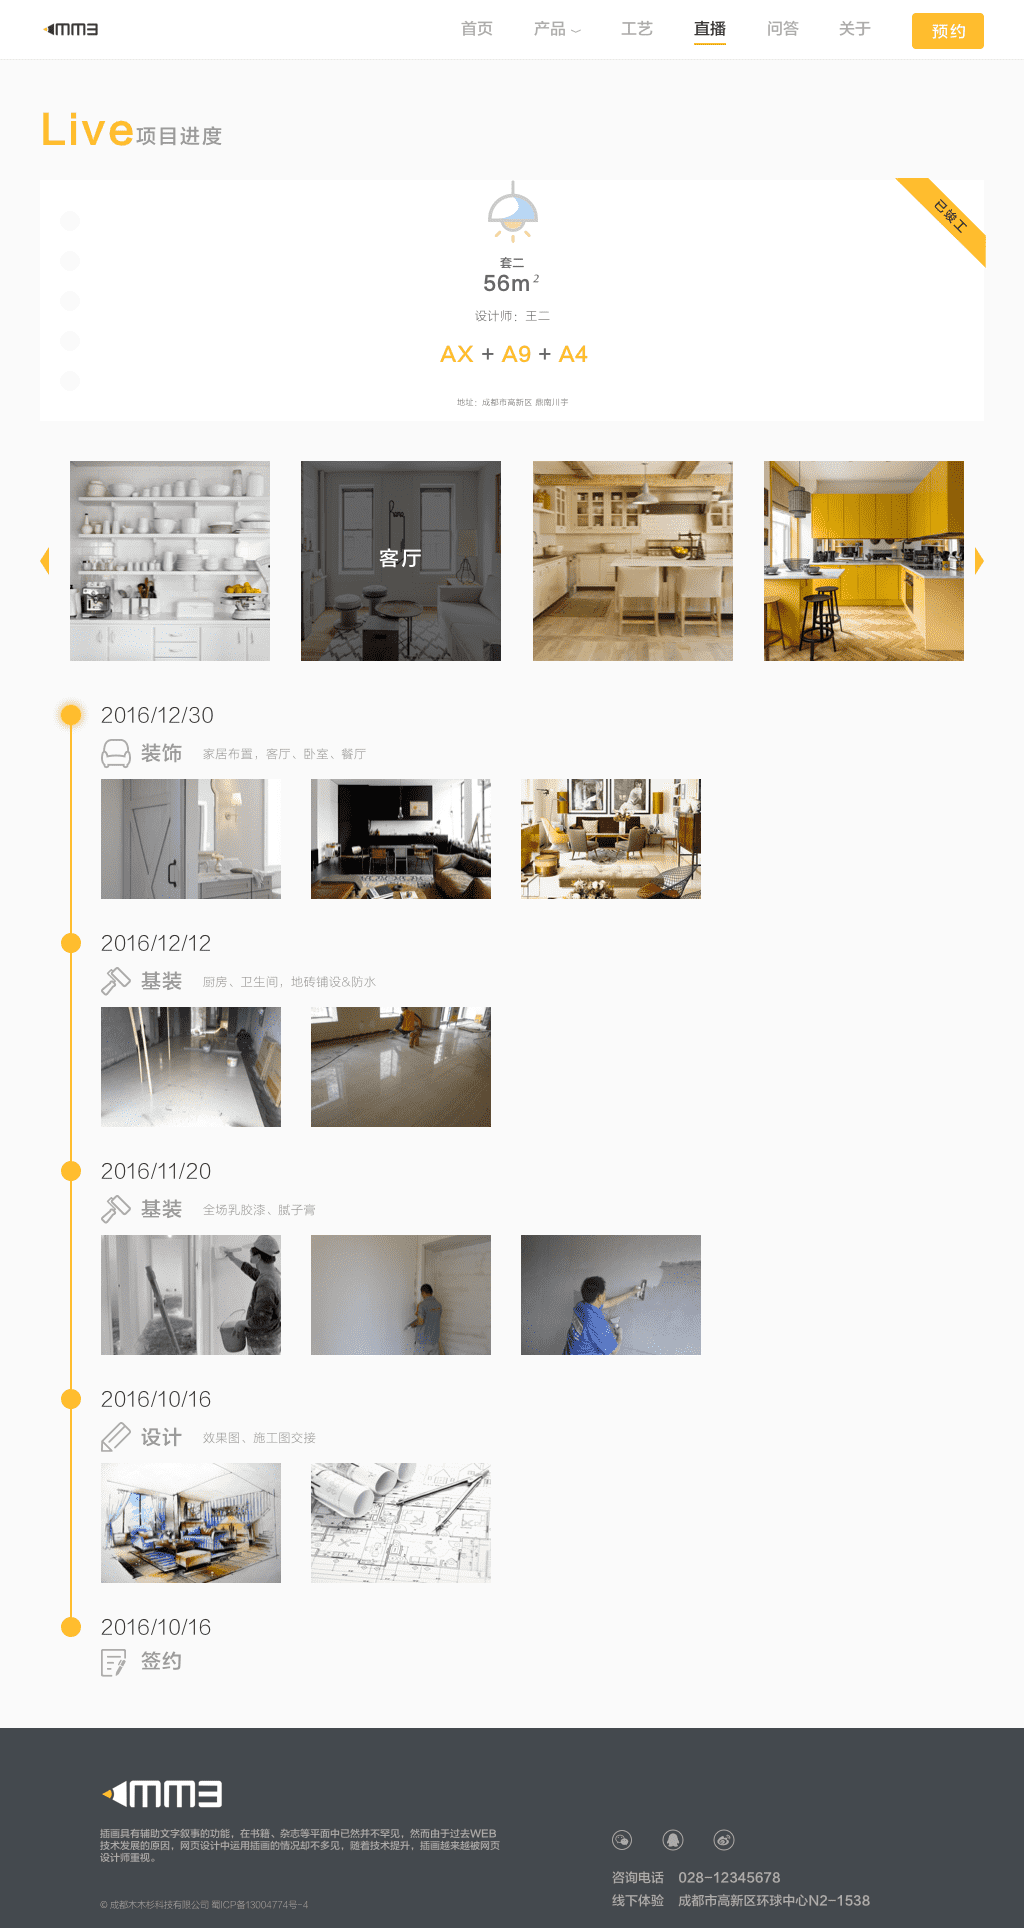 mm3
首页 产品 工艺 直播 问答 关于 预约
Live项目进度
已竣工
套二
56m²
设计师：王二
AX + A9 + A4
地址：成都市高新区 鼎南川宇
客厅
2016/12/30
装饰 家居布置，客厅、卧室、餐厅
2016/12/12
基装 厨房、卫生间，地砖铺设&防水
2016/11/20
基装 全场乳胶漆、腻子膏
2016/10/16
设计 效果图、施工图交接
2016/10/16
签约
mm3
插画具有辅助文字叙事的功能，在书籍、杂志等平面中已然并不罕见，然而由于过去WEB
技术发展的原因，网页设计中运用插画的情况却不多见，随着技术提升，插画越来越被网页
设计师重视。
咨询电话 028-12345678
线下体验 成都市高新区环球中心N2-1538
© 成都木木杉科技有限公司 蜀ICP备13004774号-4